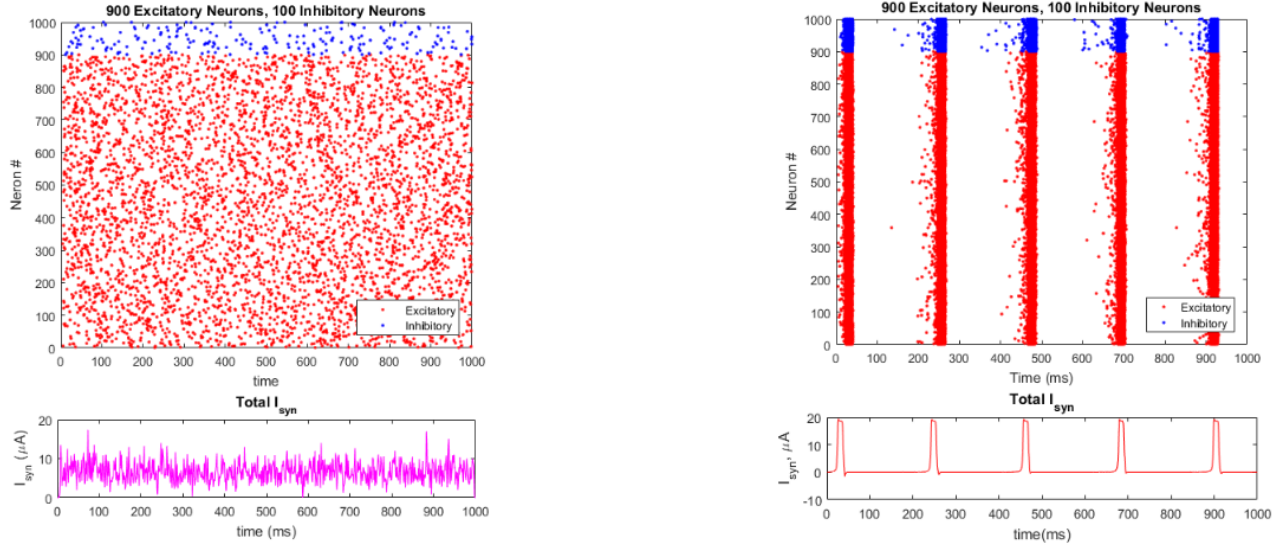 900 Excitatory Neurons, 100 Inhibitory Neurons
1000
900
800
700
600
500
400
300
200
100
0
Neron #
Excitatory
Inhibitory
0 100 200 300 400 500 600 700 800 900 1000
time
Total I syn
20
10
0
I syn (μA)
0 100 200 300 400 500 600 700 800 900 1000
time (ms)
900 Excitatory Neurons, 100 Inhibitory Neurons
1000
900
800
700
600
500
400
300
200
100
0
Neuron #
Excitatory
Inhibitory
0 100 200 300 400 500 600 700 800 900 1000
Time (ms)
Total I syn
20
10
0
-10
I syn, μA
0 100 200 300 400 500 600 700 800 900 1000
time(ms)